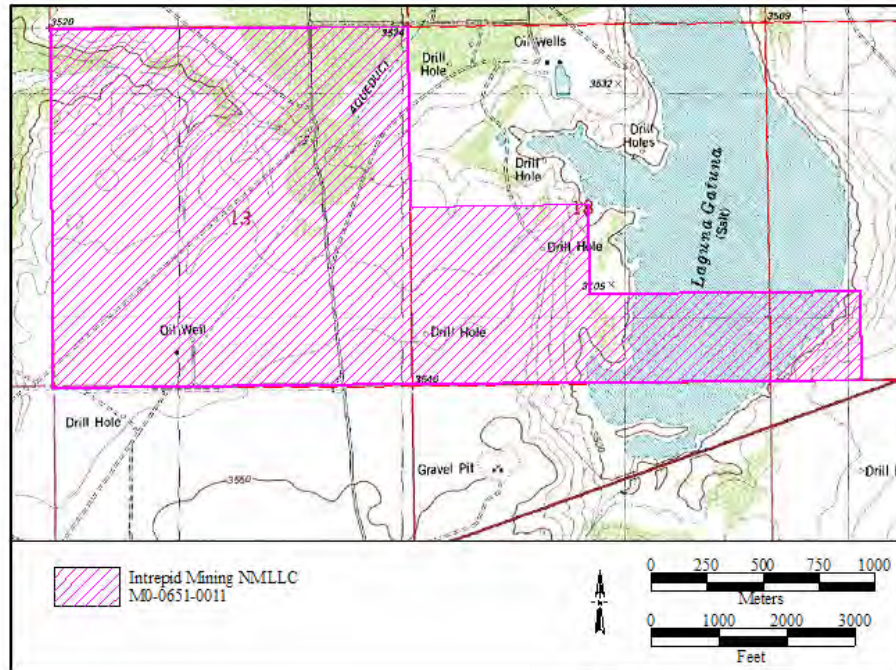 3520
3524
3509
Oil Wells
Drill
Hole
3532
AQUEDUCT
Drill
Holes
Drill
Hole
13
18
Laguna Gatuna
(Salt)
Drill Hole
Oil Well
Drill Hole
Drill Hole
Gravel Pit
3550
3500
Drill
Intrepid Mining NMLLC
M0-0651-0011
0 250 500 750 1000
Meters
0 1000 2000 3000
Feet